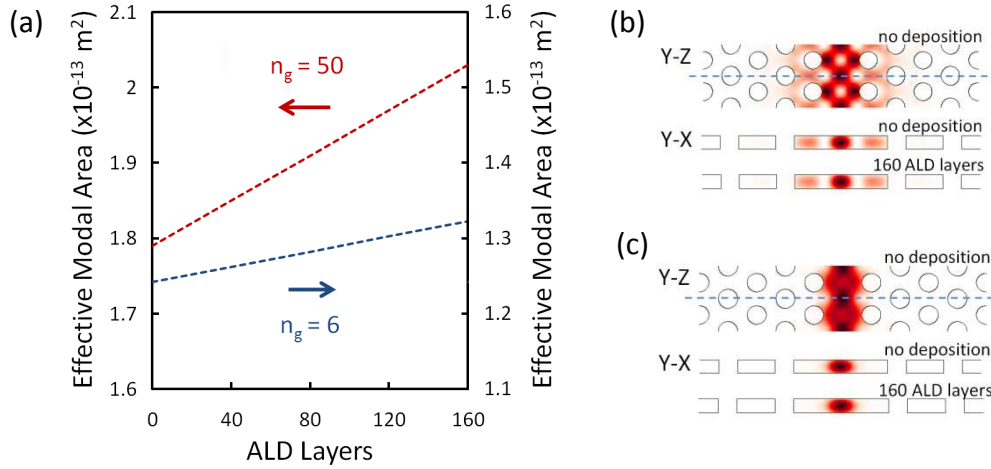 (a)
2.1
2
1.9
1.8
1.7
1.6
Effective Modal Area (x10⁻¹³ m²)
n_g = 50
n_g = 6
1.6
1.5
1.4
1.3
1.2
1.1
Effective Modal Area (x10⁻¹³ m²)
0 40 80 120 160
ALD Layers
(b)
no deposition
Y-Z
no deposition
Y-X
160 ALD layers
(c)
no deposition
Y-Z
no deposition
Y-X
160 ALD layers